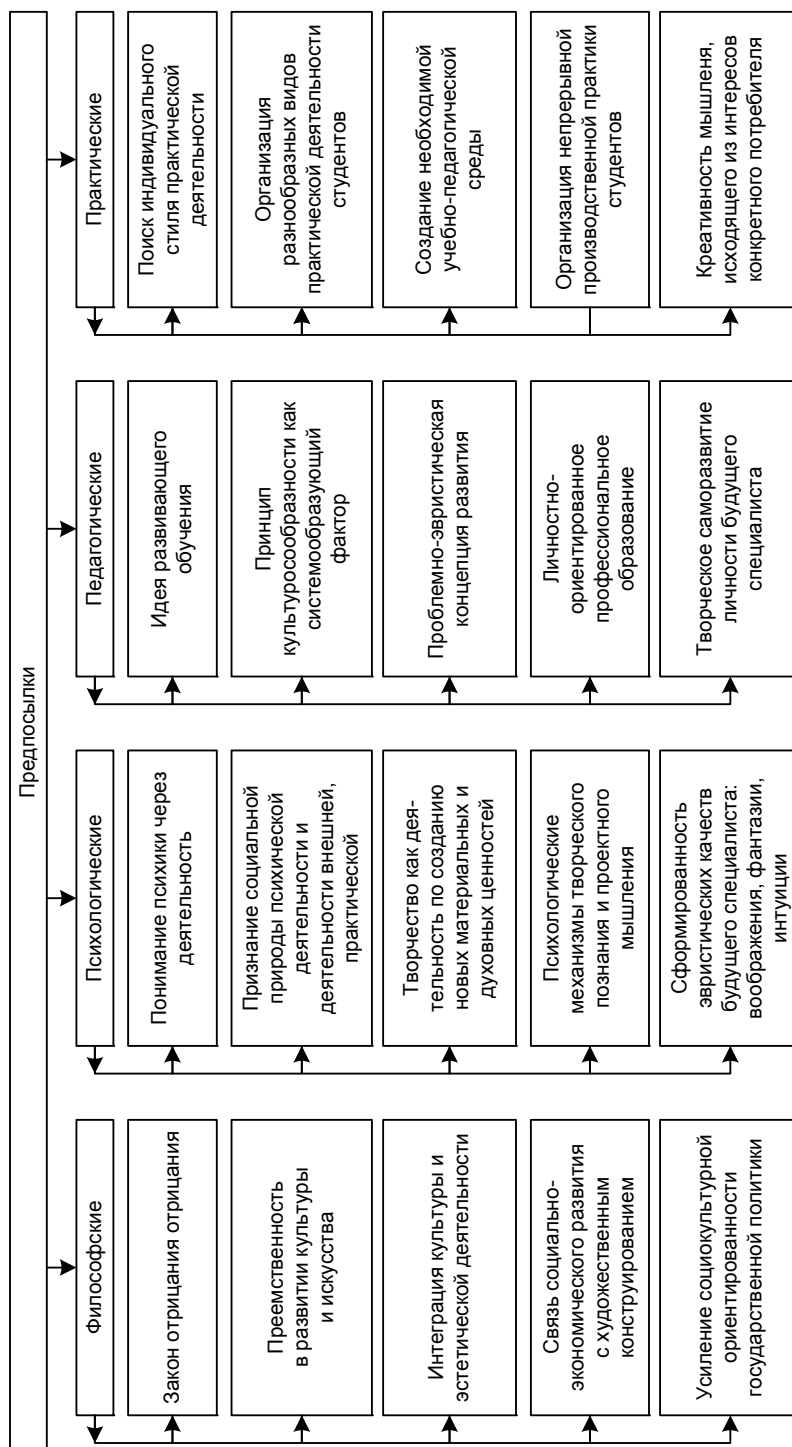 Предпосылки
Философские
Закон отрицания отрицания
Преемственность
в развитии культуры
и искусства
Интеграция культуры и
эстетической деятельности
Связь социально-
экономического развития
с художественным
конструированием
Усиление социокультурной
ориентированности
государственной политики
Психологические
Понимание психики через
деятельность
Признание социальной
природы психической
деятельности и
деятельности внешней,
практической
Творчество как дея-
тельность по созданию
новых материальных и
духовных ценностей
Психологические
механизмы творческого
познания и проектного
мышления
Сформированность
эвристических качеств
будущего специалиста:
воображения, фантазии,
интуиции
Педагогические
Идея развивающего
обучения
Принцип
культуросообразности как
системообразующий
фактор
Проблемно-эвристическая
концепция развития
Личностно-
ориентированное
профессиональное
образование
Творческое саморазвитие
личности будущего
специалиста
Практические
Поиск индивидуального
стиля практической
деятельности
Организация
разнообразных видов
практической деятельности
студентов
Создание необходимой
учебно-педагогической
среды
Организация непрерывной
производственной практики
студентов
Креативность мышленя,
исходящего из интересов
конкретного потребителя